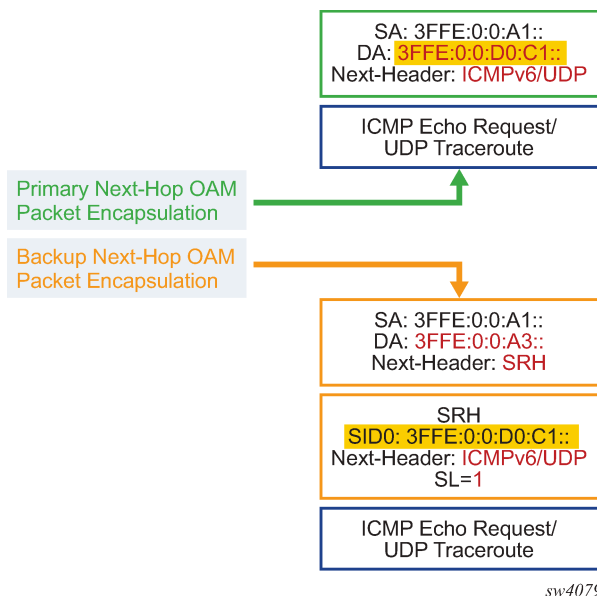 SA: 3FFE:0:0:A1::
DA: 3FFE:0:0:D0:C1::
Next-Header: ICMPv6/UDP
ICMP Echo Request/
UDP Traceroute
Primary Next-Hop OAM
Packet Encapsulation
Backup Next-Hop OAM
Packet Encapsulation
SA: 3FFE:0:0:A1::
DA: 3FFE:0:0:A3::
Next-Header: SRH
SRH
SID0: 3FFE:0:0:D0:C1::
Next-Header: ICMPv6/UDP
SL=1
ICMP Echo Request/
UDP Traceroute
sw4079